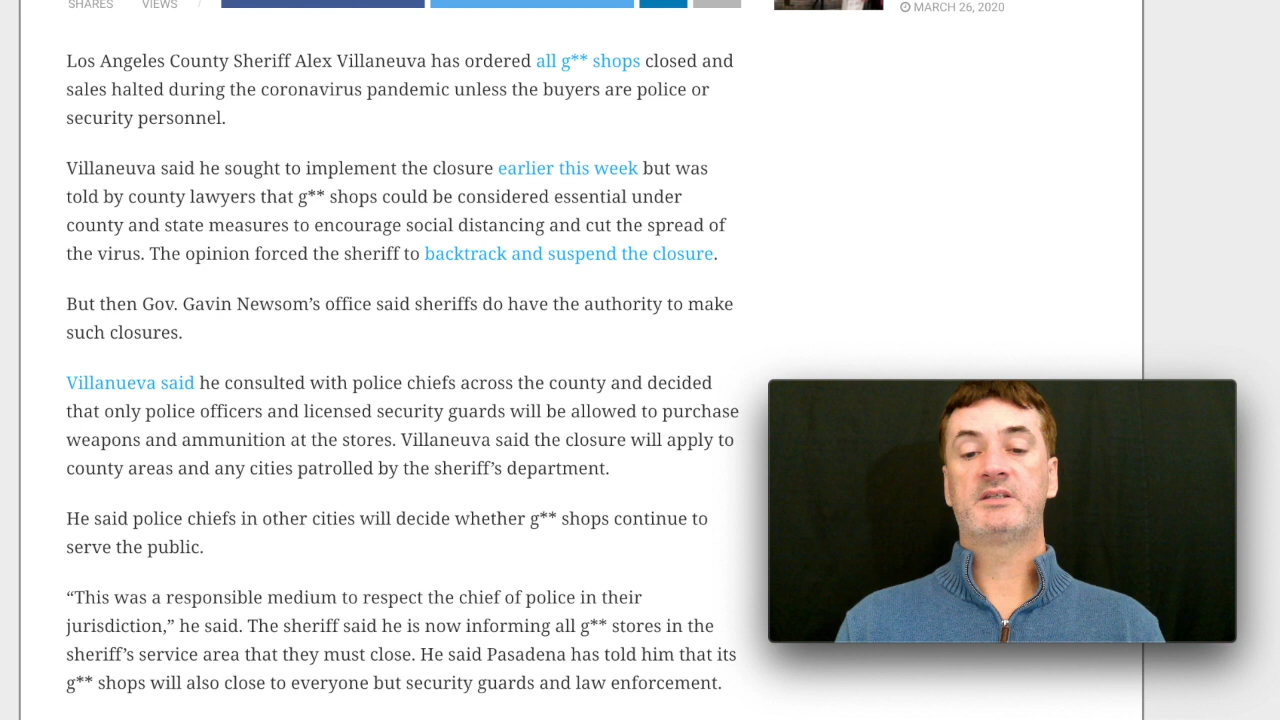 SHARES VIEWS /
MARCH 26, 2020
Los Angeles County Sheriff Alex Villaneuva has ordered all g** shops closed and
sales halted during the coronavirus pandemic unless the buyers are police or
security personnel.
Villaneuva said he sought to implement the closure earlier this week but was
told by county lawyers that g** shops could be considered essential under
county and state measures to encourage social distancing and cut the spread of
the virus. The opinion forced the sheriff to backtrack and suspend the closure.
But then Gov. Gavin Newsom’s office said sheriffs do have the authority to make
such closures.
Villanueva said he consulted with police chiefs across the county and decided
that only police officers and licensed security guards will be allowed to purchase
weapons and ammunition at the stores. Villaneuva said the closure will apply to
county areas and any cities patrolled by the sheriff’s department.
He said police chiefs in other cities will decide whether g** shops continue to
serve the public.
“This was a responsible medium to respect the chief of police in their
jurisdiction,” he said. The sheriff said he is now informing all g** stores in the
sheriff’s service area that they must close. He said Pasadena has told him that its
g** shops will also close to everyone but security guards and law enforcement.